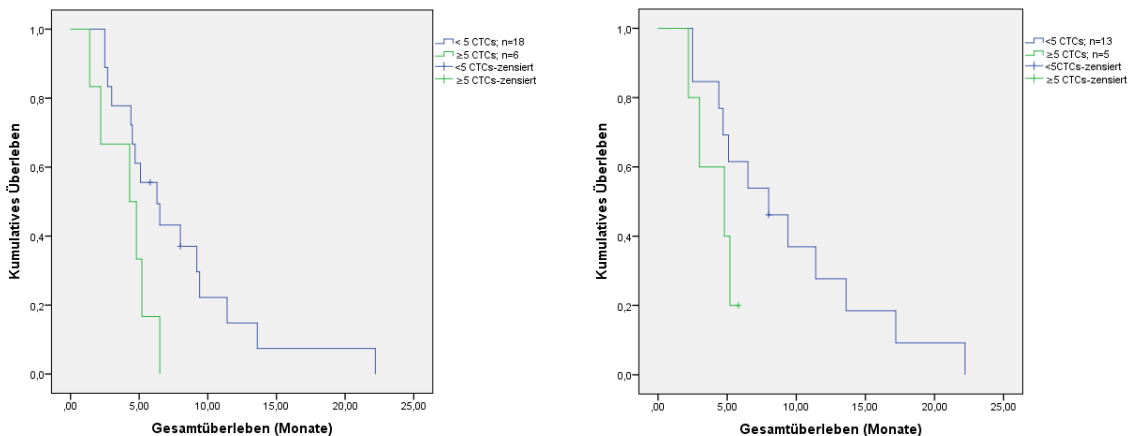 < 5 CTCs; n=18
≥5 CTCs; n=6
<5 CTCs-zensiert
≥5 CTCs-zensiert
Kumulatives Überleben
1,0
0,8
0,6
0,4
0,2
0,0
,00 5,00 10,00 15,00 20,00 25,00
Gesamtüberleben (Monate)
<5 CTCs; n=13
≥5 CTCs; n=5
<5CTCs-zensiert
≥5 CTCs-zensiert
Kumulatives Überleben
1,0
0,8
0,6
0,4
0,2
0,0
,00 5,00 10,00 15,00 20,00 25,00
Gesamtüberleben (Monate)